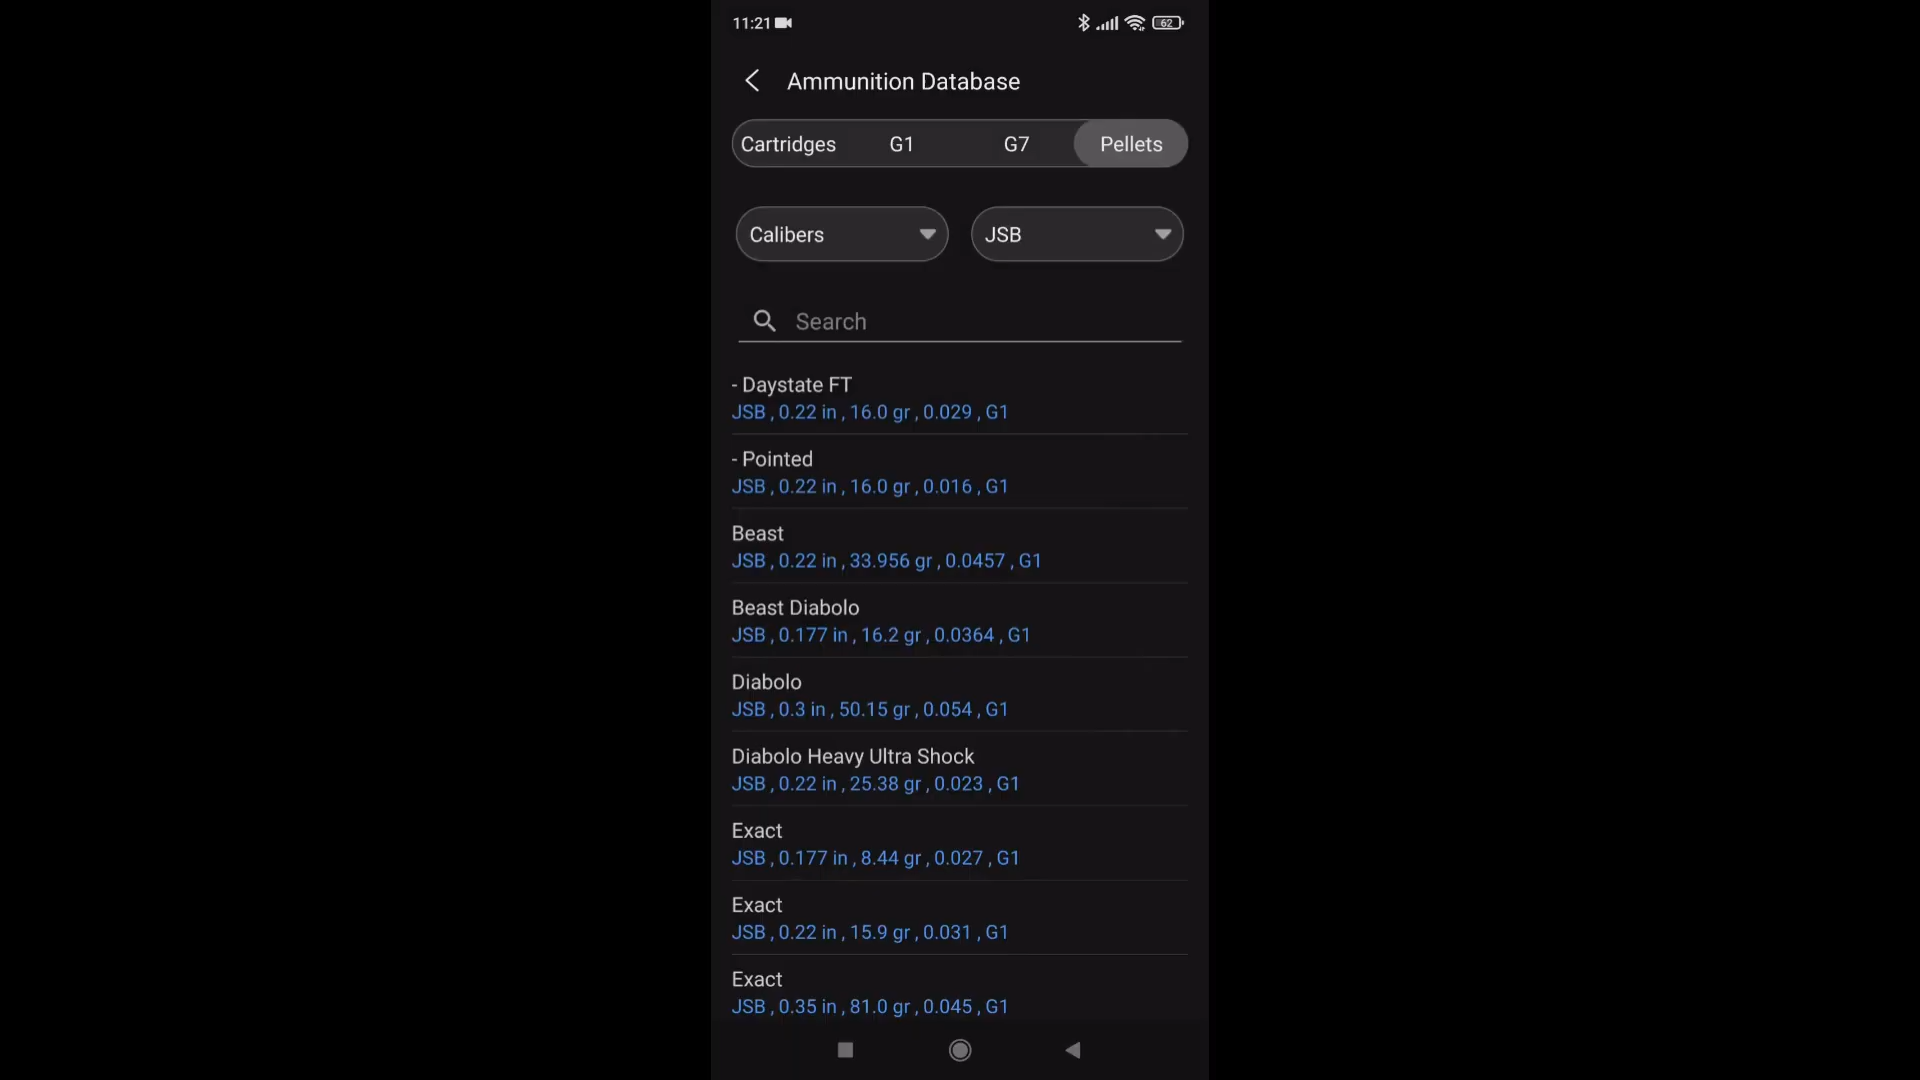 11:21
62
Ammunition Database
Cartridges G1 G7 Pellets
Calibers JSB
Search
- Daystate FT
JSB , 0.22 in , 16.0 gr , 0.029 , G1
- Pointed
JSB , 0.22 in , 16.0 gr , 0.016 , G1
Beast
JSB , 0.22 in , 33.956 gr , 0.0457 , G1
Beast Diabolo
JSB , 0.177 in , 16.2 gr , 0.0364 , G1
Diabolo
JSB , 0.3 in , 50.15 gr , 0.054 , G1
Diabolo Heavy Ultra Shock
JSB , 0.22 in , 25.38 gr , 0.023 , G1
Exact
JSB , 0.177 in , 8.44 gr , 0.027 , G1
Exact
JSB , 0.22 in , 15.9 gr , 0.031 , G1
Exact
JSB , 0.35 in , 81.0 gr , 0.045 , G1